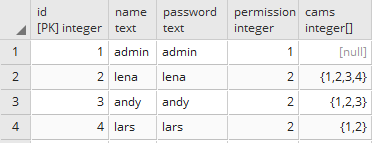 id name password permission cams
[PK] integer text text integer integer[]
1 1 admin admin 1 [null]
2 2 lena lena 2 {1,2,3,4}
3 3 andy andy 2 {1,2,3}
4 4 lars lars 2 {1,2}